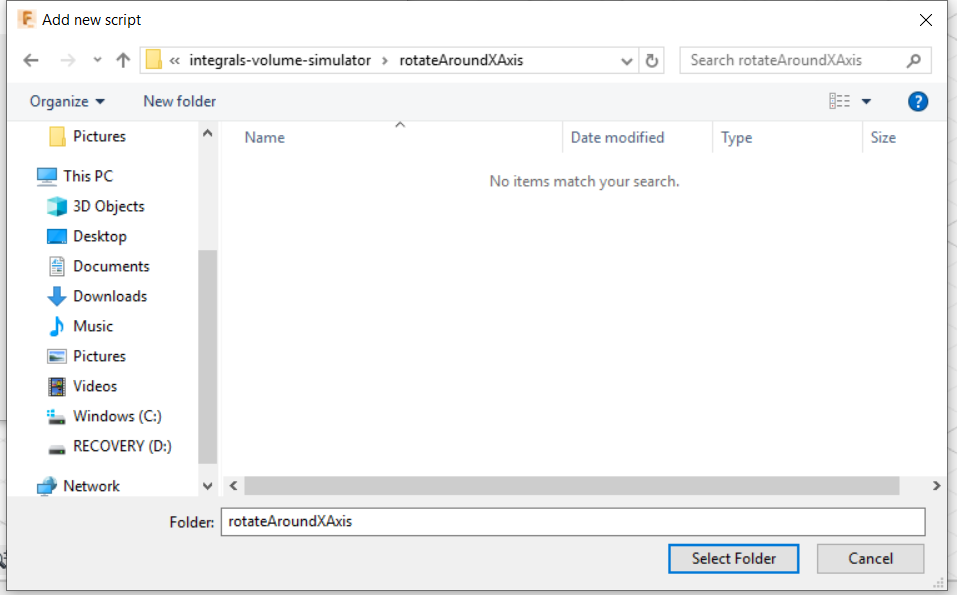 Add new script
« integrals-volume-simulator › rotateAroundXAxis
Search rotateAroundXAxis
Organize
New folder
?
Pictures
This PC
3D Objects
Desktop
Documents
Downloads
Music
Pictures
Videos
Windows (C:)
RECOVERY (D:)
Network
Name
Date modified
Type
Size
No items match your search.
Folder:
rotateAroundXAxis
Select Folder
Cancel